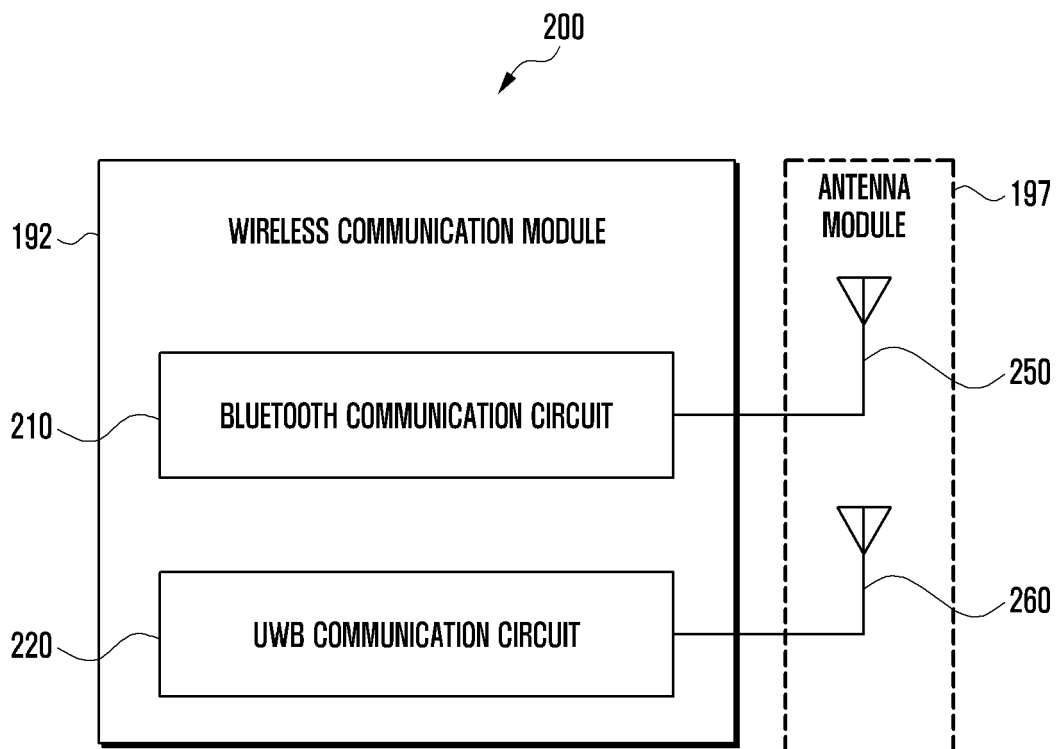 200
ANTENNA
MODULE
197
192
WIRELESS COMMUNICATION MODULE
250
210
BLUETOOTH COMMUNICATION CIRCUIT
260
220
UWB COMMUNICATION CIRCUIT